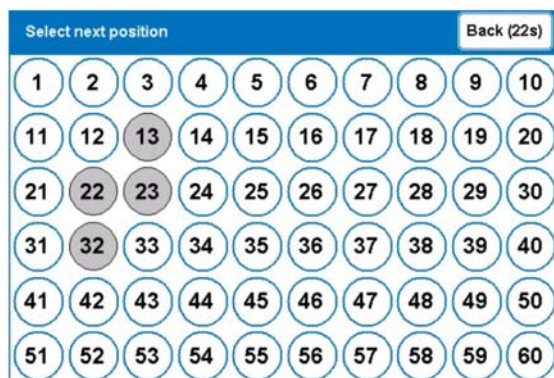 Select next position Back (22s)
1 2 3 4 5 6 7 8 9 10
11 12 13 14 15 16 17 18 19 20
21 22 23 24 25 26 27 28 29 30
31 32 33 34 35 36 37 38 39 40
41 42 43 44 45 46 47 48 49 50
51 52 53 54 55 56 57 58 59 60